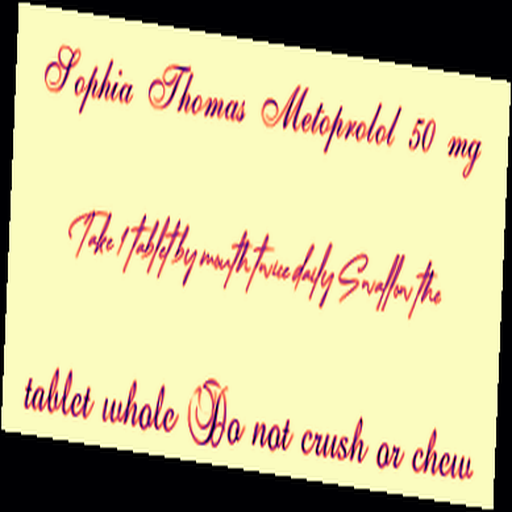 Sophia Thomas Metoprolol 50 mg
Take 1 tablet by mouth twice daily Swallow the
tablet whole Do not crush or chew